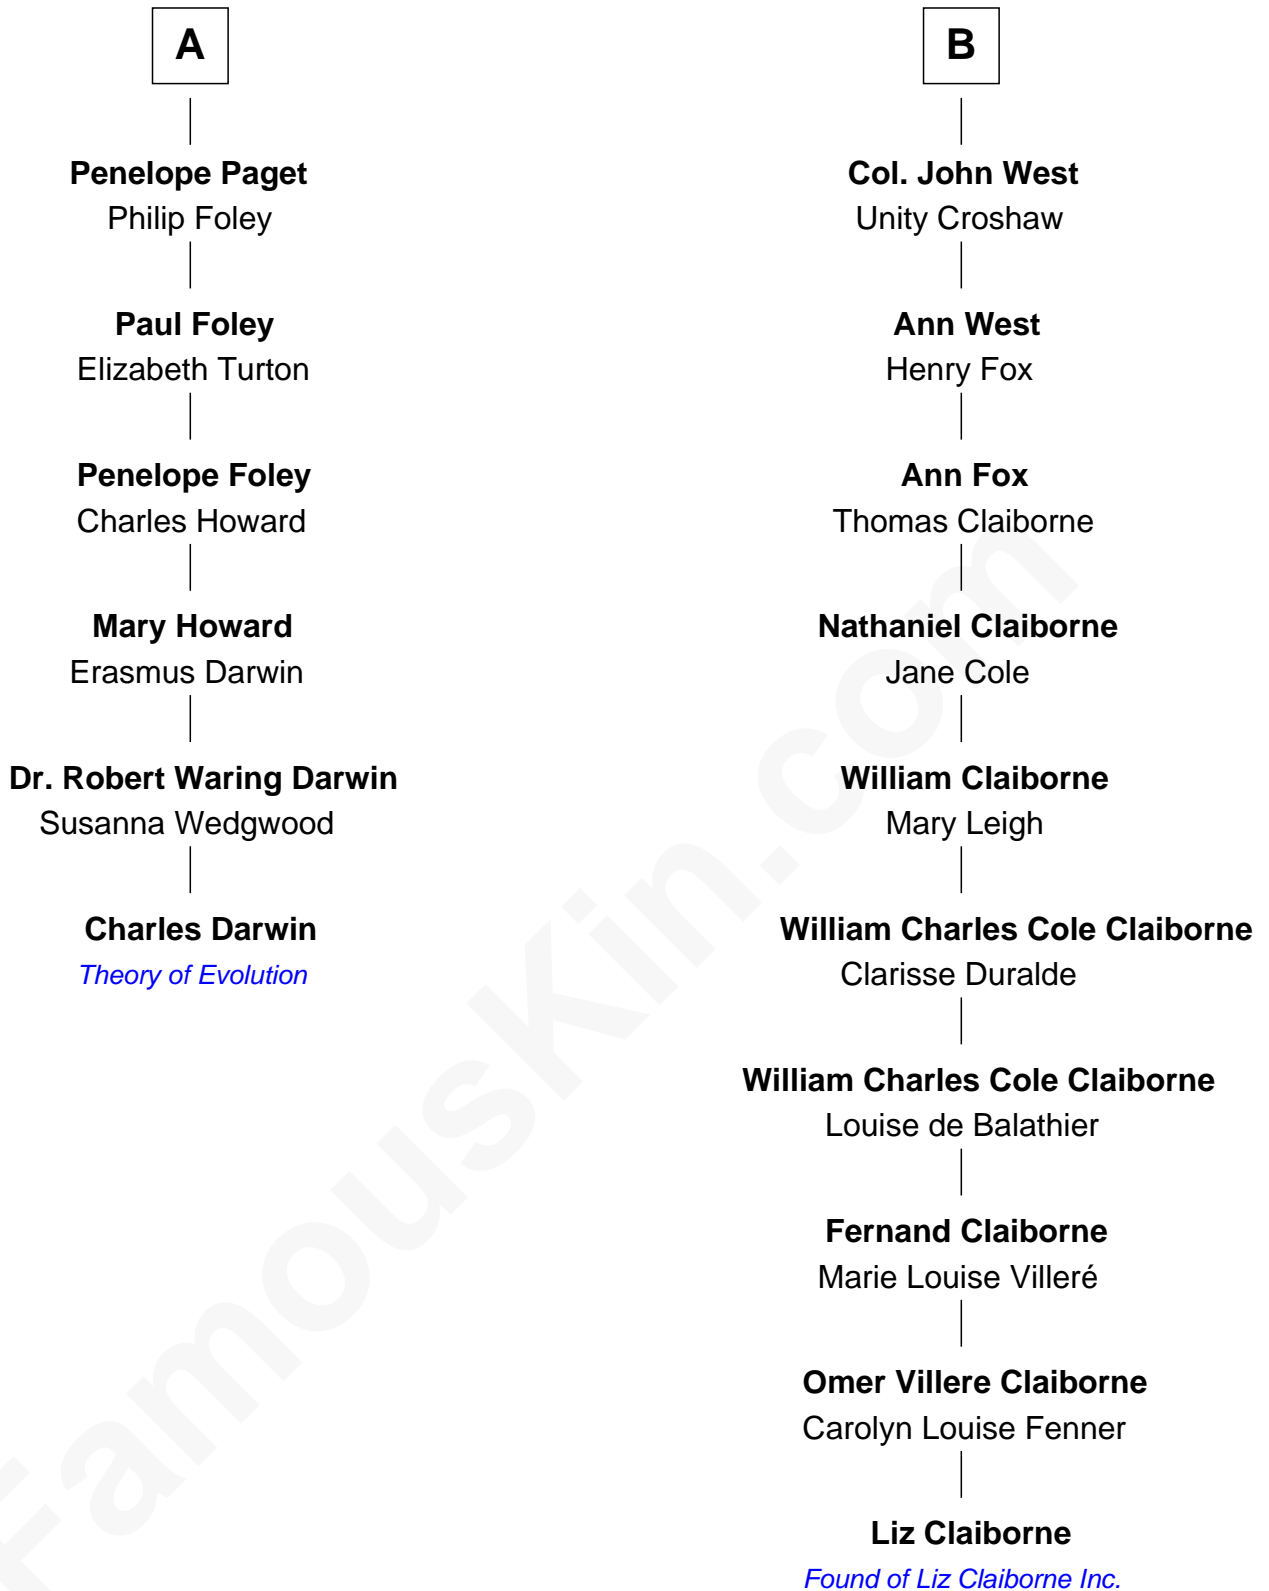 A
Penelope Paget
Philip Foley
Paul Foley
Elizabeth Turton
Penelope Foley
Charles Howard
Mary Howard
Erasmus Darwin
Dr. Robert Waring Darwin
Susanna Wedgwood
Charles Darwin
Theory of Evolution
B
Col. John West
Unity Croshaw
Ann West
Henry Fox
Ann Fox
Thomas Claiborne
Nathaniel Claiborne
Jane Cole
William Claiborne
Mary Leigh
William Charles Cole Claiborne
Clarisse Duralde
William Charles Cole Claiborne
Louise de Balathier
Fernand Claiborne
Marie Louise Villeré
Omer Villere Claiborne
Carolyn Louise Fenner
Liz Claiborne
Found of Liz Claiborne Inc.
FamousKin.com